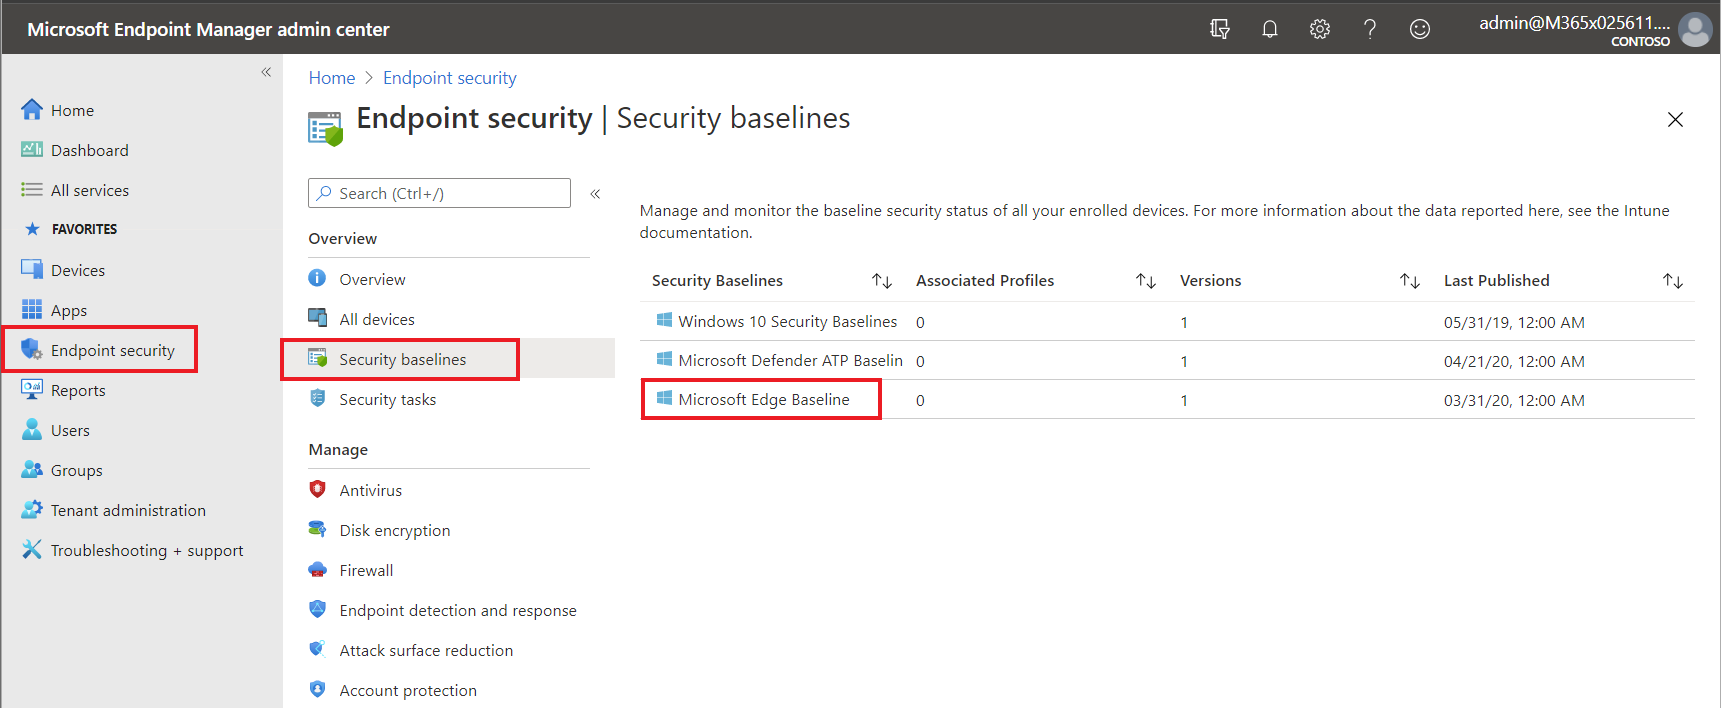 Microsoft Endpoint Manager admin center
admin@M365x025611....
CONTOSO
Home
Dashboard
All services
FAVORITES
Devices
Apps
Endpoint security
Reports
Users
Groups
Tenant administration
Troubleshooting + support
Home > Endpoint security
Endpoint security | Security baselines
Search (Ctrl+/)
Overview
Overview
All devices
Security baselines
Security tasks
Manage
Antivirus
Disk encryption
Firewall
Endpoint detection and response
Attack surface reduction
Account protection
Manage and monitor the baseline security status of all your enrolled devices. For more information about the data reported here, see the Intune
documentation.
Security Baselines Associated Profiles Versions Last Published
Windows 10 Security Baselines 0 1 05/31/19, 12:00 AM
Microsoft Defender ATP Baselin 0 1 04/21/20, 12:00 AM
Microsoft Edge Baseline 0 1 03/31/20, 12:00 AM